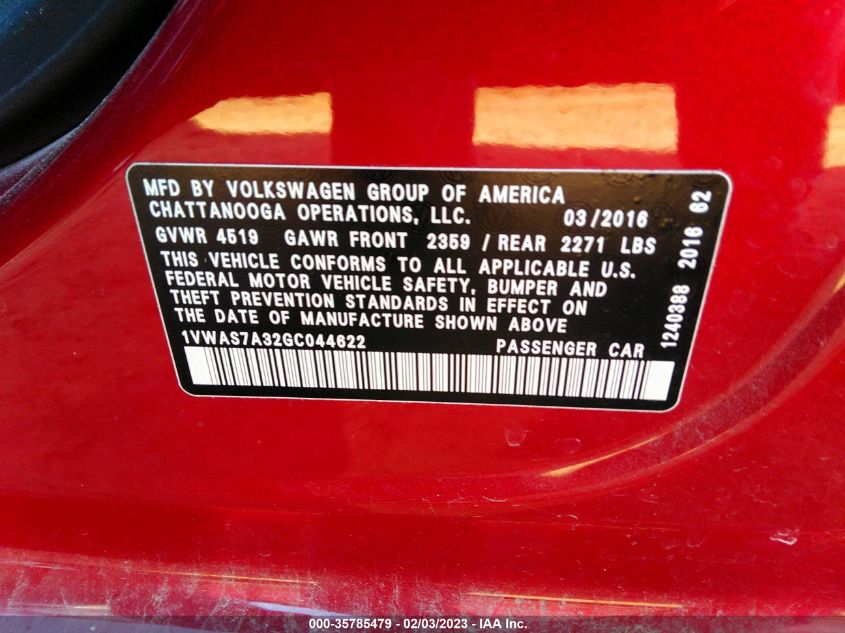 MFD BY VOLKSWAGEN GROUP OF AMERICA
CHATTANOOGA OPERATIONS, LLC. 03/2016
GVWR 4519 GAWR FRONT 2359 / REAR 2271 LBS
THIS VEHICLE CONFORMS TO ALL APPLICABLE U.S.
FEDERAL MOTOR VEHICLE SAFETY, BUMPER AND
THEFT PREVENTION STANDARDS IN EFFECT ON
THE DATE OF MANUFACTURE SHOWN ABOVE
1VWAS7A32GC044622 PASSENGER CAR
1240388 2016 62
000-35785479 - 02/03/2023 - IAA Inc.